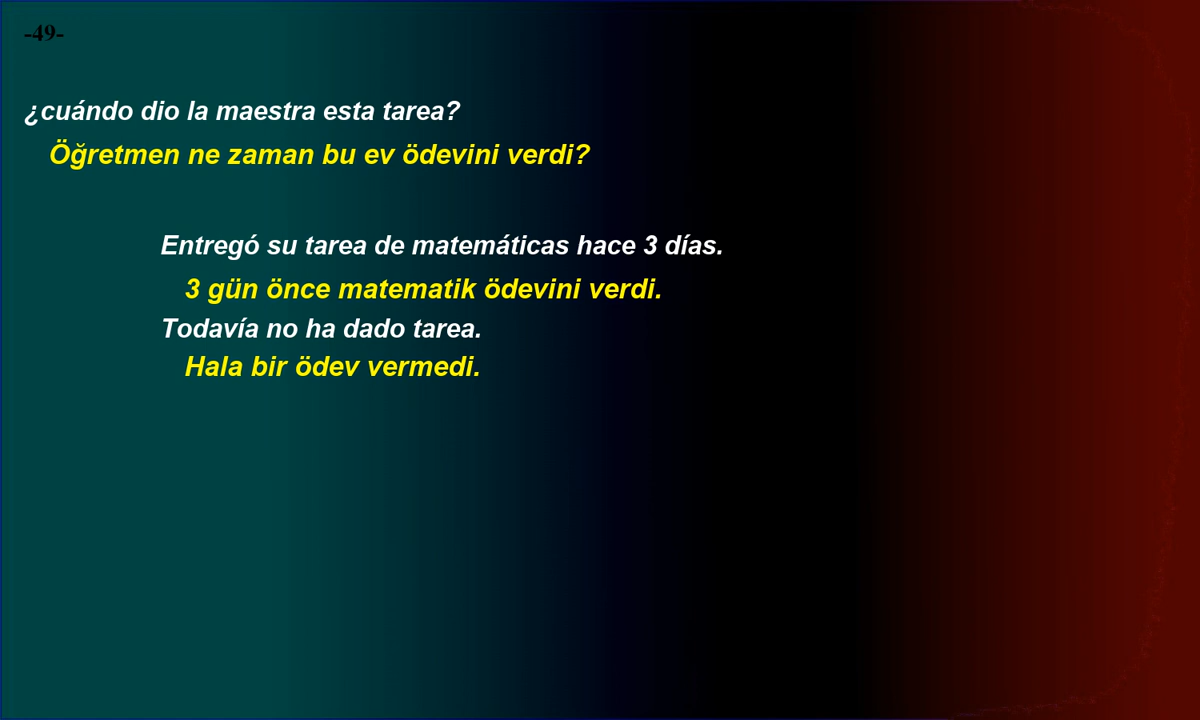 -49-
¿cuándo dio la maestra esta tarea?
Öğretmen ne zaman bu ev ödevini verdi?
Entregó su tarea de matemáticas hace 3 días.
3 gün önce matematik ödevini verdi.
Todavía no ha dado tarea.
Hala bir ödev vermedi.